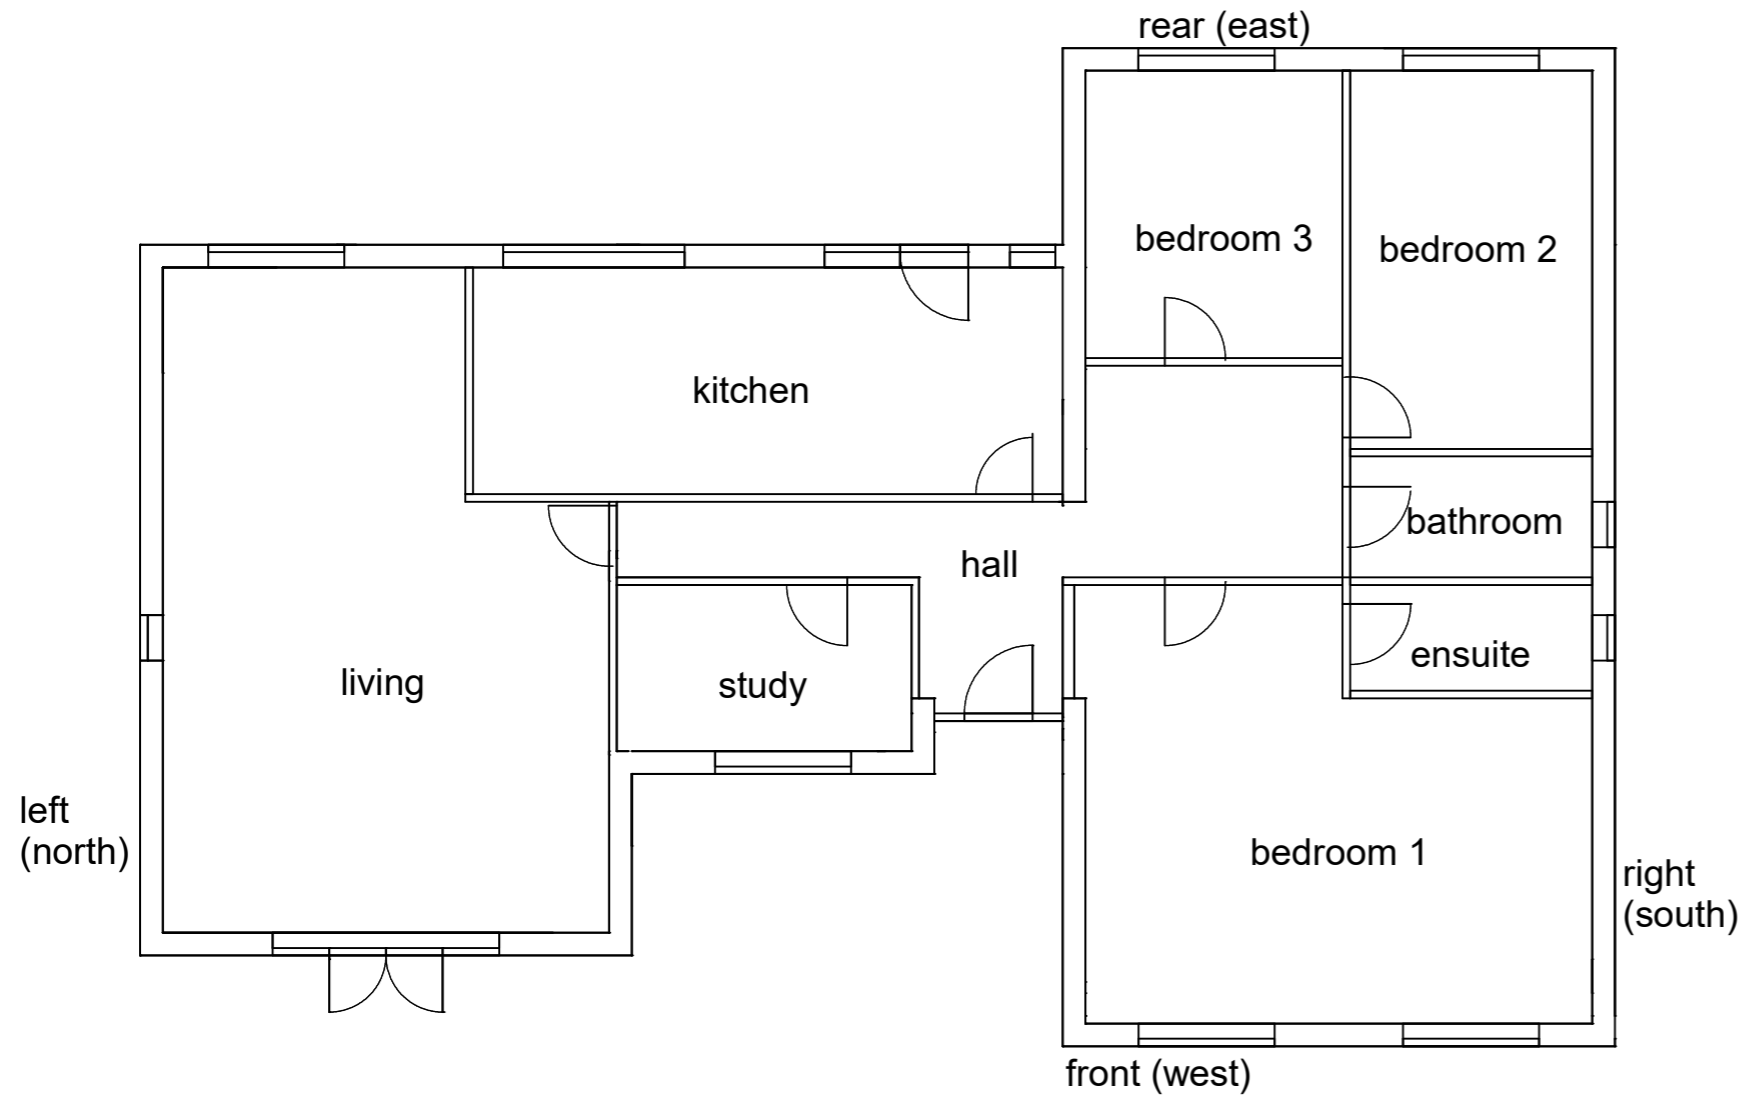 rear (east)
bedroom 3
bedroom 2
kitchen
bathroom
hall
ensuite
living
study
left
(north)
bedroom 1
right
(south)
front (west)